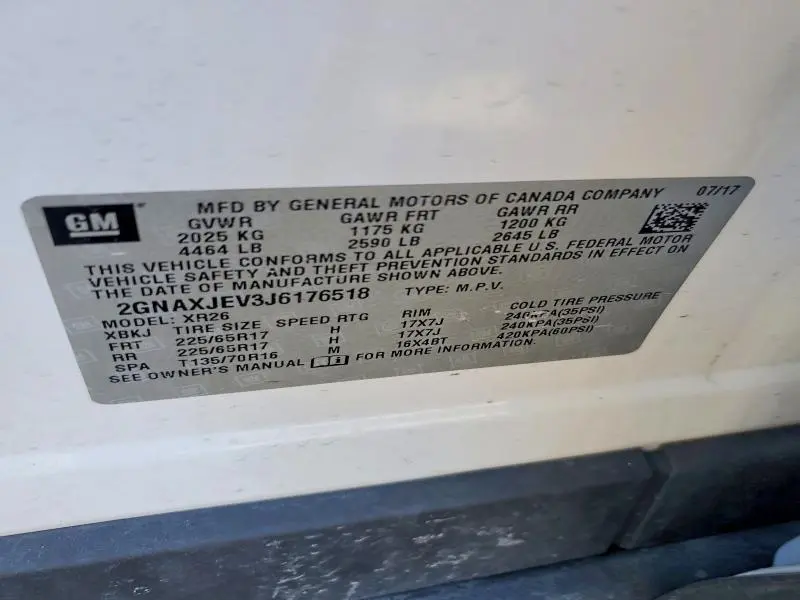 GM
MFD BY GENERAL MOTORS OF CANADA COMPANY 07/17
GVWR GAWR FRT GAWR RR
2025 KG 1175 KG 1200 KG
4464 LB 2590 LB 2645 LB
THIS VEHICLE CONFORMS TO ALL APPLICABLE U.S. FEDERAL MOTOR
VEHICLE SAFETY AND THEFT PREVENTION STANDARDS IN EFFECT ON
THE DATE OF MANUFACTURE SHOWN ABOVE.
2GNAXJEV3J6176518 TYPE: M.P.V.
MODEL: XR26
XBKJ TIRE SIZE SPEED RTG RIM COLD TIRE PRESSURE
FRT 225/65R17 H 17X7J 240KPA(35PSI)
RR 225/65R17 H 17X7J 240KPA(35PSI)
SPA T135/70R16 M 16X4BT 420KPA(60PSI)
SEE OWNER'S MANUAL FOR MORE INFORMATION.